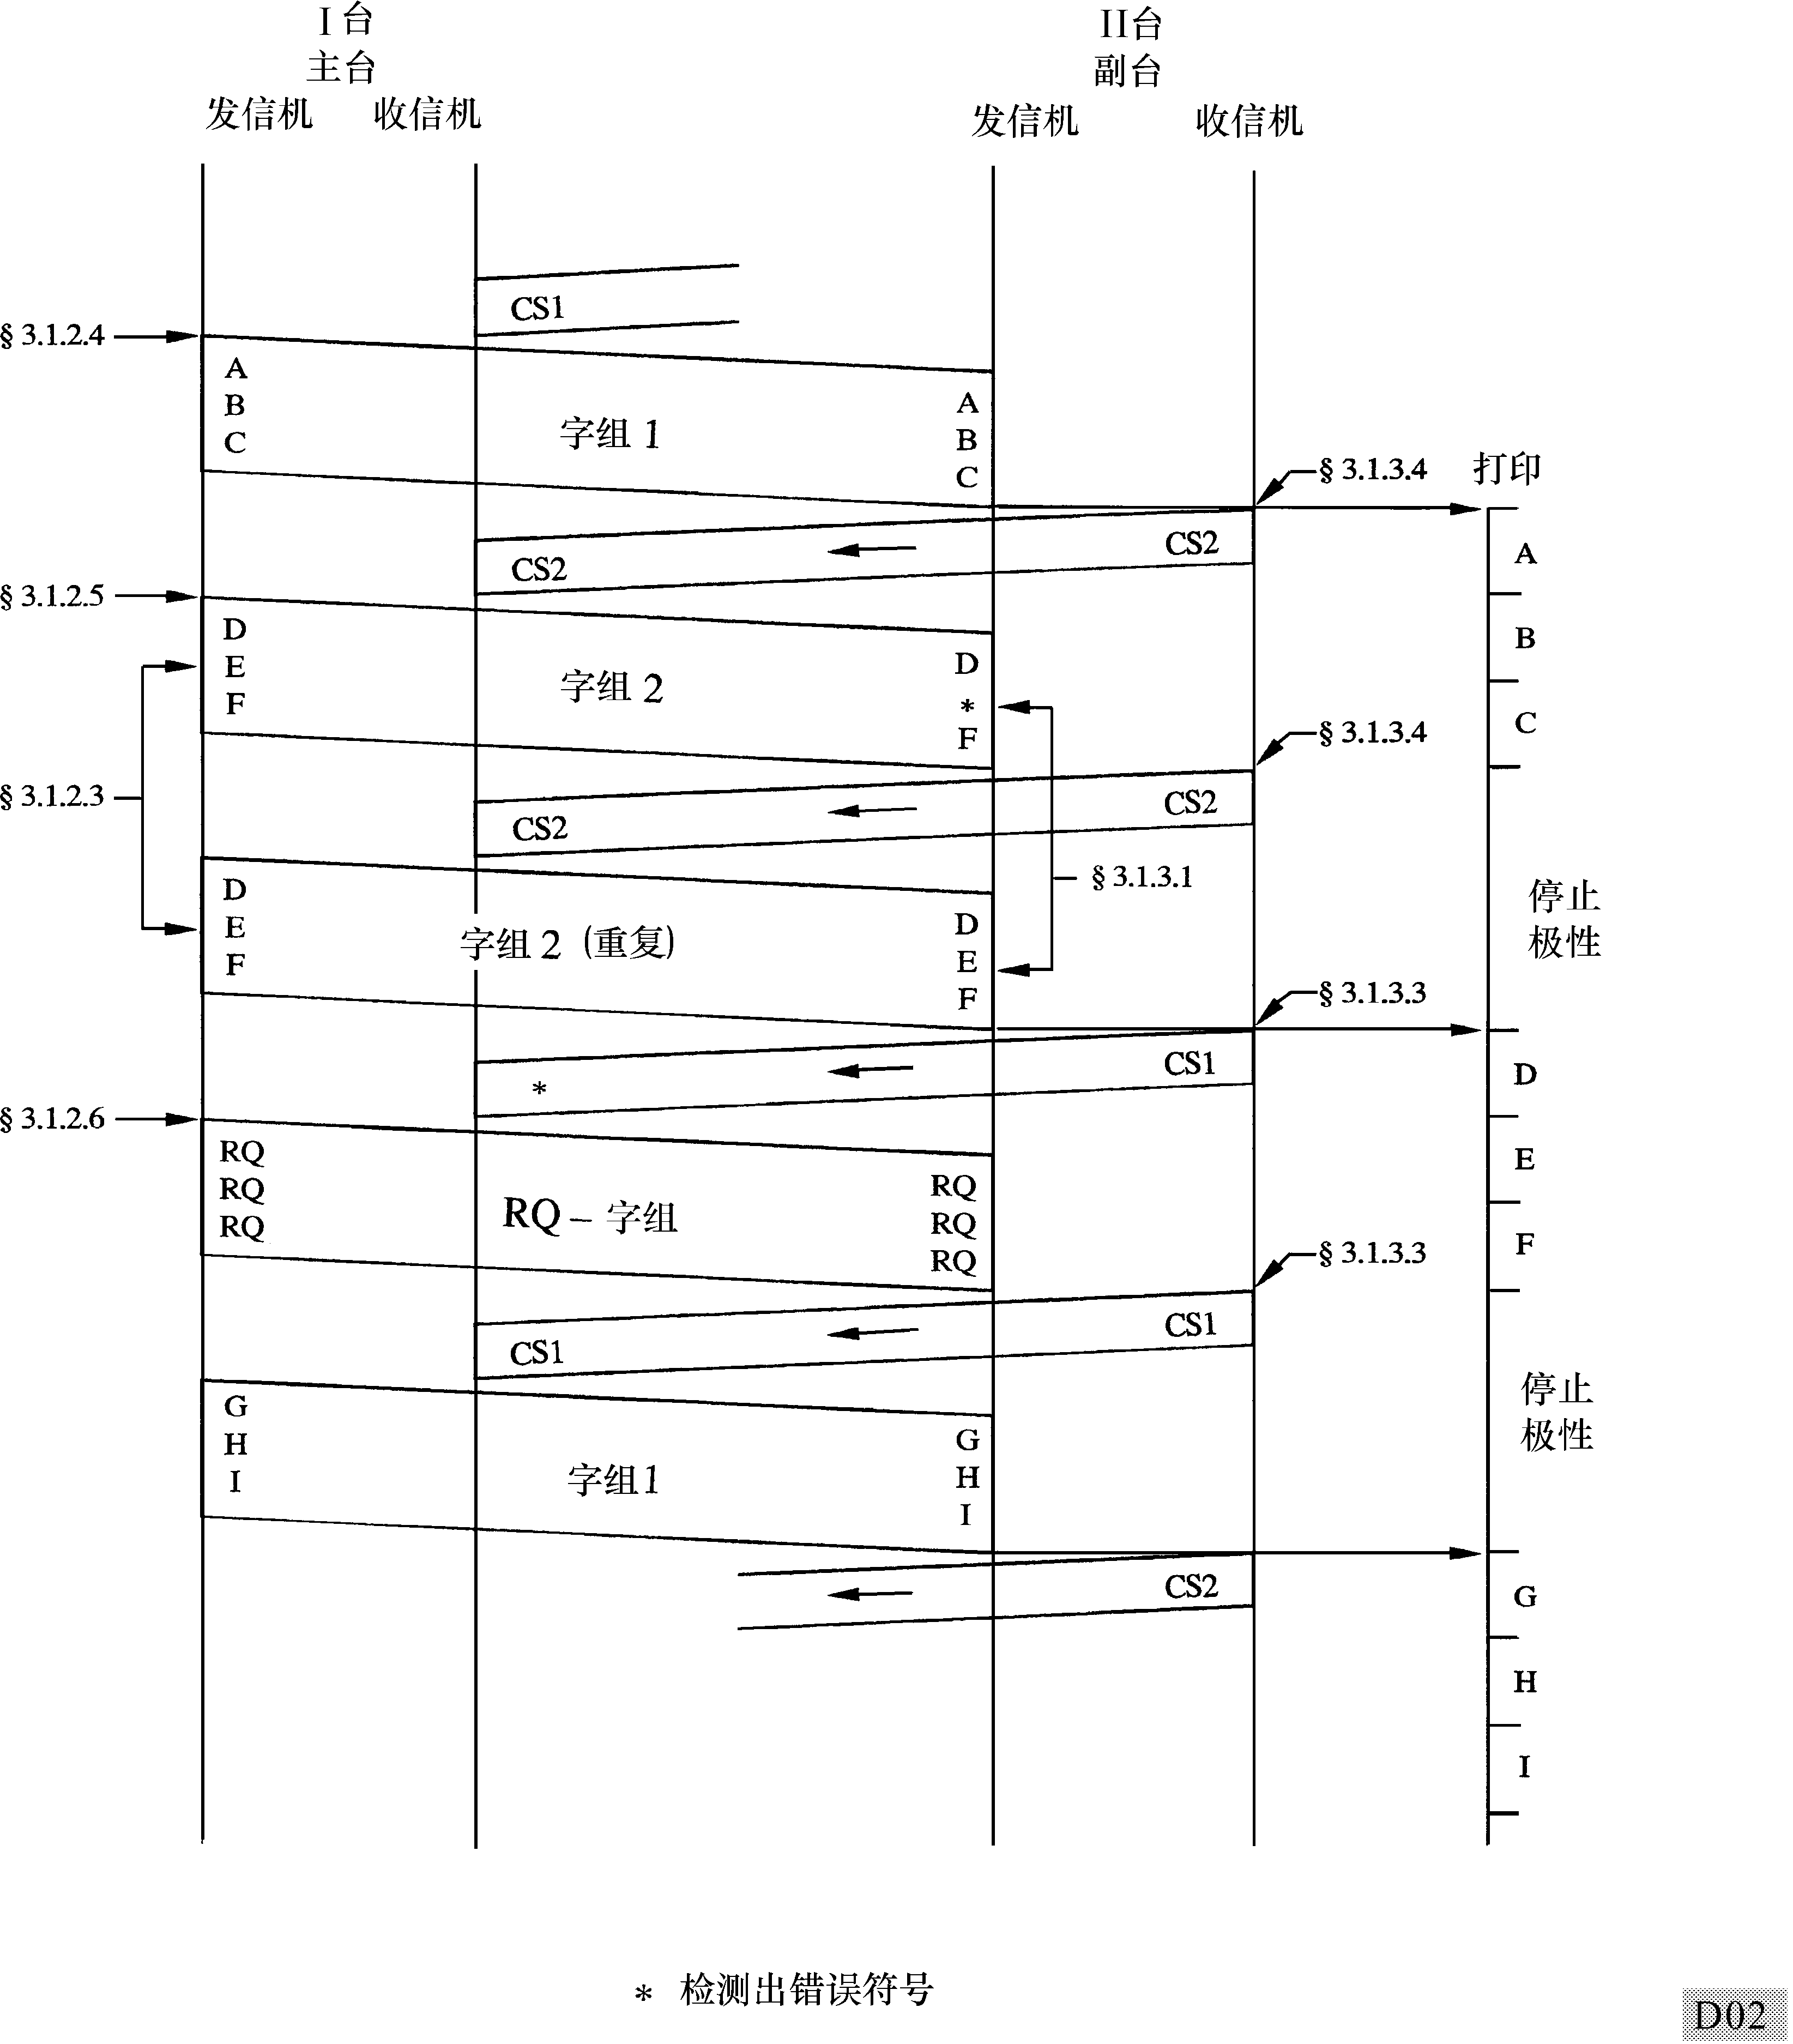 I台
II台
主台
副台
发信机
收信机
发信机
收信机
CS1
§ 3.1.2.4
A
B
C
字组 1
A
B
C
§ 3.1.3.4
打印
CS2
CS2
A
§ 3.1.2.5
D
E
F
字组 2
D
*
F
B
C
§ 3.1.3.4
§ 3.1.2.3
CS2
CS2
§ 3.1.3.1
D
E
F
字组 2 (重复)
D
E
F
停止
极性
§ 3.1.3.3
*
CS1
D
§ 3.1.2.6
RQ
RQ
RQ
RQ – 字组
RQ
RQ
RQ
E
F
§ 3.1.3.3
CS1
CS1
G
H
I
字组1
G
H
I
停止
极性
CS2
G
H
I
* 检测出错误符号
D02